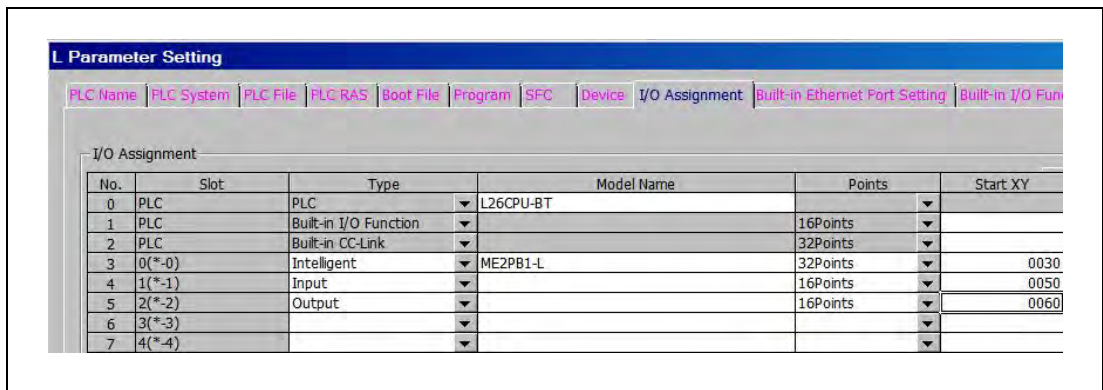 L Parameter Setting
PLC Name PLC System PLC File PLC RAS Boot File Program SFC Device I/O Assignment Built-in Ethernet Port Setting Built-in I/O Fun
I/O Assignment
No. Slot Type Model Name Points Start XY
0 PLC PLC L26CPU-BT
1 PLC Built-in I/O Function 16Points
2 PLC Built-in CC-Link 32Points
3 0(*-0) Intelligent ME2PB1-L 32Points 0030
4 1(*-1) Input 16Points 0050
5 2(*-2) Output 16Points 0060
6 3(*-3)
7 4(*-4)